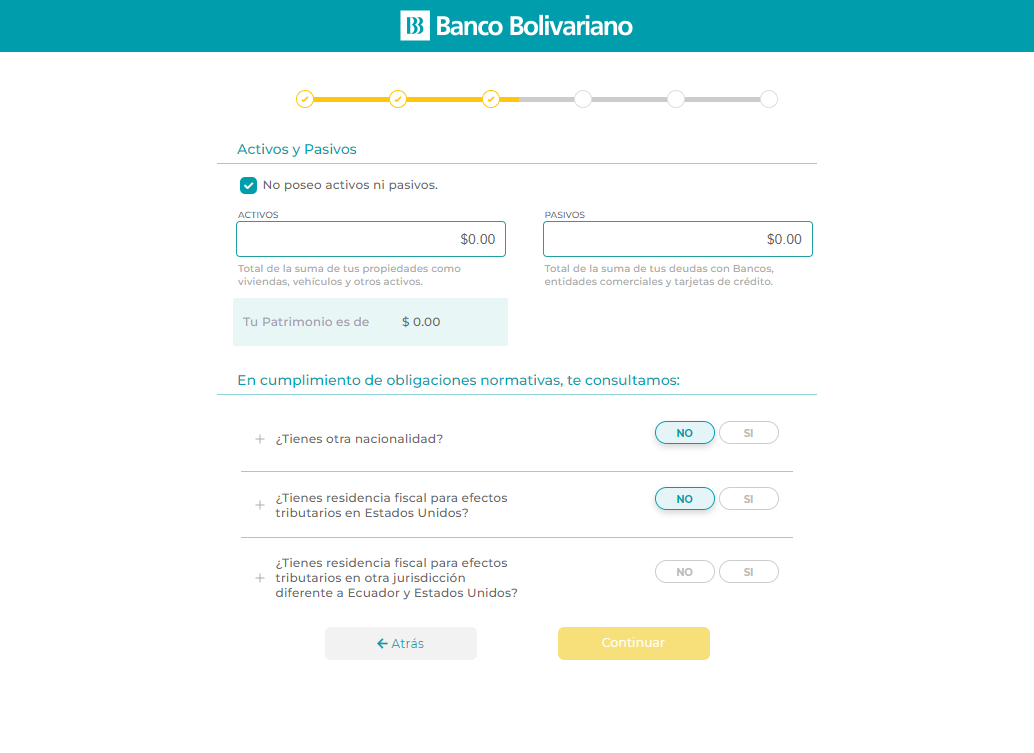 Banco Bolivariano
Activos y Pasivos
No poseo activos ni pasivos.
ACTIVOS
$0.00
Total de la suma de tus propiedades como
viviendas, vehículos y otros activos.
PASIVOS
$0.00
Total de la suma de tus deudas con Bancos,
entidades comerciales y tarjetas de crédito.
Tu Patrimonio es de $ 0.00
En cumplimiento de obligaciones normativas, te consultamos:
+ ¿Tienes otra nacionalidad? NO SI
+ ¿Tienes residencia fiscal para efectos
tributarios en Estados Unidos? NO SI
+ ¿Tienes residencia fiscal para efectos
tributarios en otra jurisdicción
diferente a Ecuador y Estados Unidos? NO SI
← Atrás
Continuar